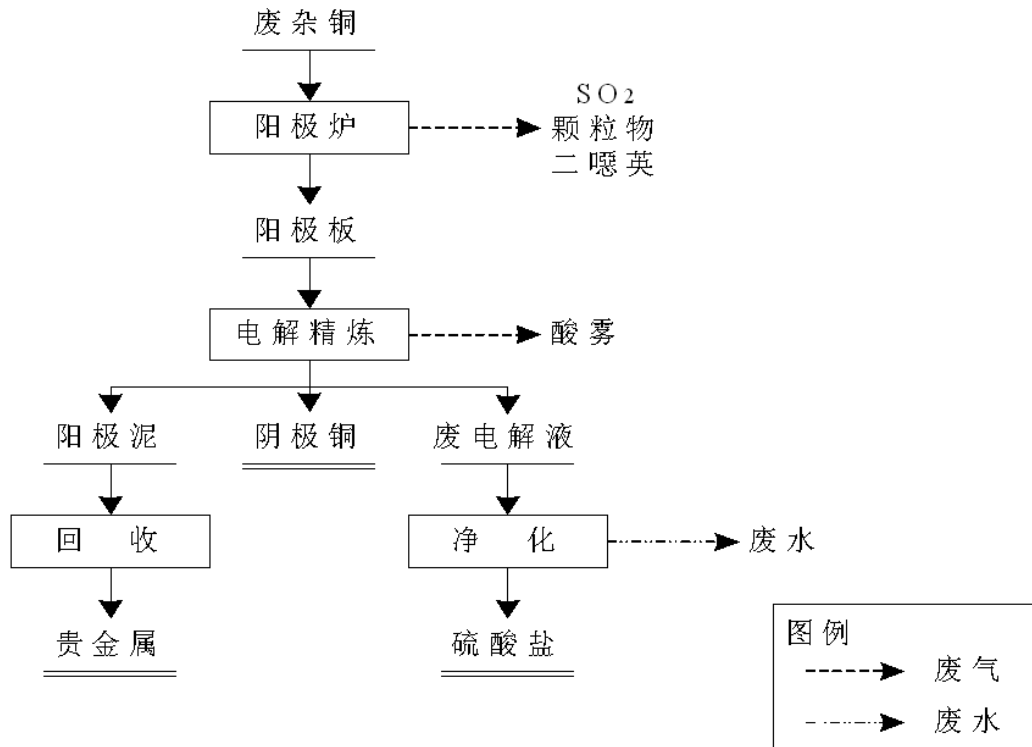 废杂铜
阳极炉
SO2
颗粒物
二噁英
阳极板
电解精炼
酸雾
阳极泥
阴极铜
废电解液
回 收
净 化
废水
贵金属
硫酸盐
图例
废气
废水